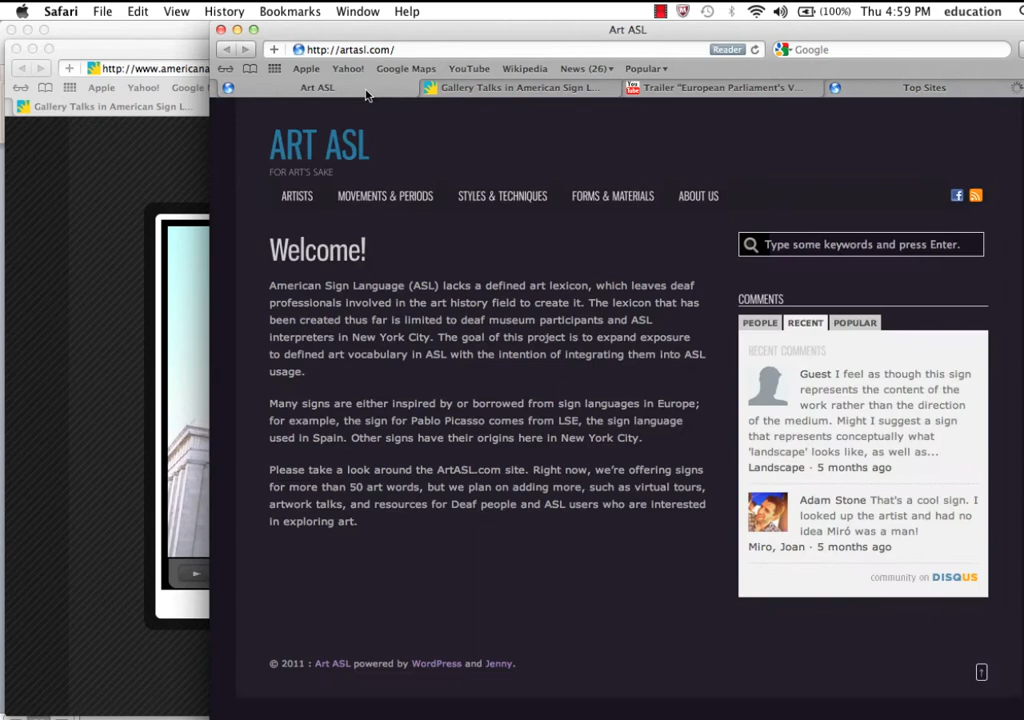 Safari File Edit View History Bookmarks Window Help (100%) Thu 4:59 PM education
Art ASL
http://artasl.com/ Reader Google
Apple Yahoo! Google Maps YouTube Wikipedia News (26) Popular
Art ASL Gallery Talks in American Sign L... Trailer "European Parliament's V... Top Sites
http://www.americana
Apple Yahoo! Google
Gallery Talks in American Sign L...
ART ASL
FOR ART'S SAKE
ARTISTS MOVEMENTS & PERIODS STYLES & TECHNIQUES FORMS & MATERIALS ABOUT US
Type some keywords and press Enter.
Welcome!
American Sign Language (ASL) lacks a defined art lexicon, which leaves deaf
professionals involved in the art history field to create it. The lexicon that has
been created thus far is limited to deaf museum participants and ASL
interpreters in New York City. The goal of this project is to expand exposure
to defined art vocabulary in ASL with the intention of integrating them into ASL
usage.
Many signs are either inspired by or borrowed from sign languages in Europe;
for example, the sign for Pablo Picasso comes from LSE, the sign language
used in Spain. Other signs have their origins here in New York City.
Please take a look around the ArtASL.com site. Right now, we're offering signs
for more than 50 art words, but we plan on adding more, such as virtual tours,
artwork talks, and resources for Deaf people and ASL users who are interested
in exploring art.
COMMENTS
PEOPLE RECENT POPULAR
RECENT COMMENTS
Guest I feel as though this sign
represents the content of the
work rather than the direction
of the medium. Might I suggest a sign
that represents conceptually what
'landscape' looks like, as well as...
Landscape · 5 months ago
Adam Stone That's a cool sign. I
looked up the artist and had no
idea Miró was a man!
Miro, Joan · 5 months ago
community on DISQUS
© 2011 : Art ASL powered by WordPress and Jenny.